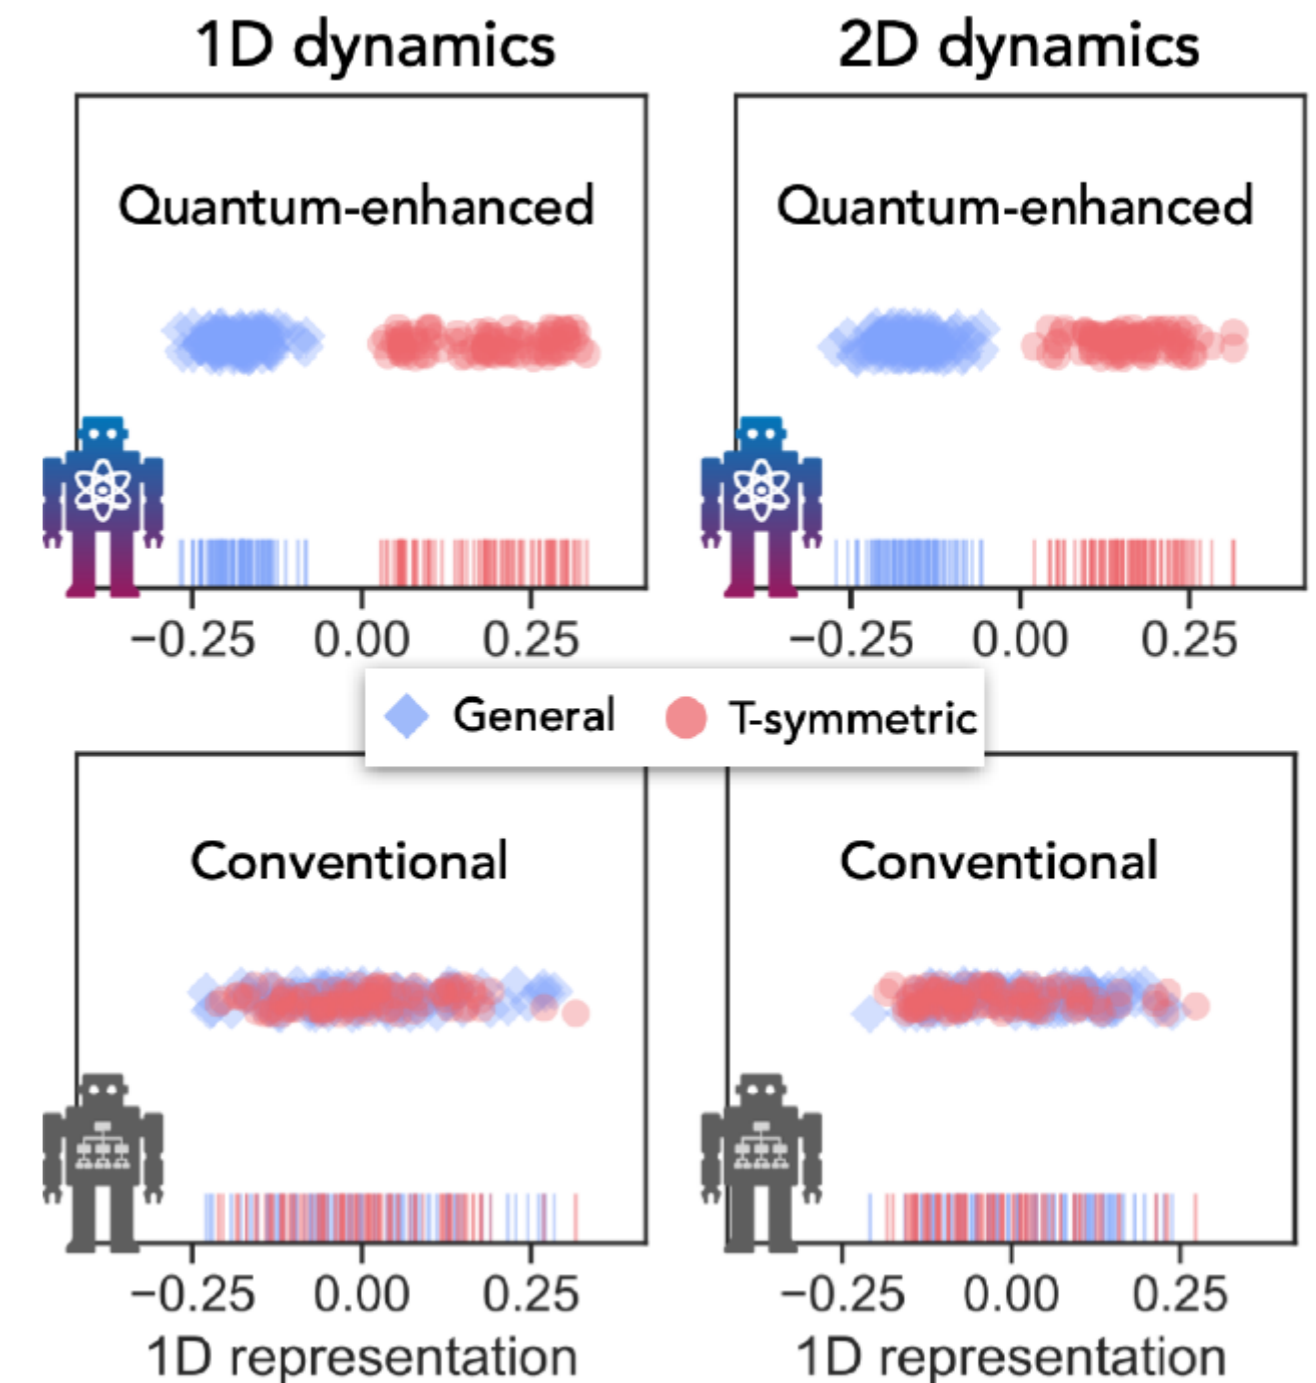 1D dynamics
2D dynamics
Quantum-enhanced
Quantum-enhanced
−0.25 0.00 0.25
−0.25 0.00 0.25
General T-symmetric
Conventional
Conventional
−0.25 0.00 0.25
−0.25 0.00 0.25
1D representation
1D representation